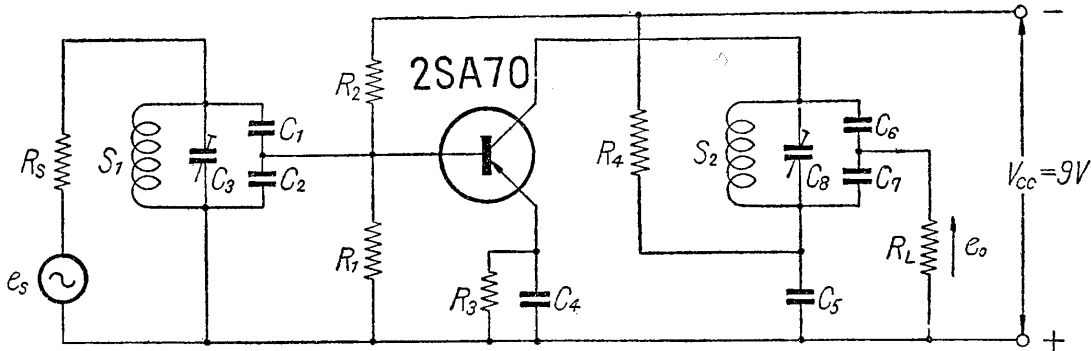 2SA70
−
R2
C1
C6
RS
S1
C3
C2
R4
S2
C8
C7
VCC=9V
R1
RL
e0
eS
R3
C4
C5
+